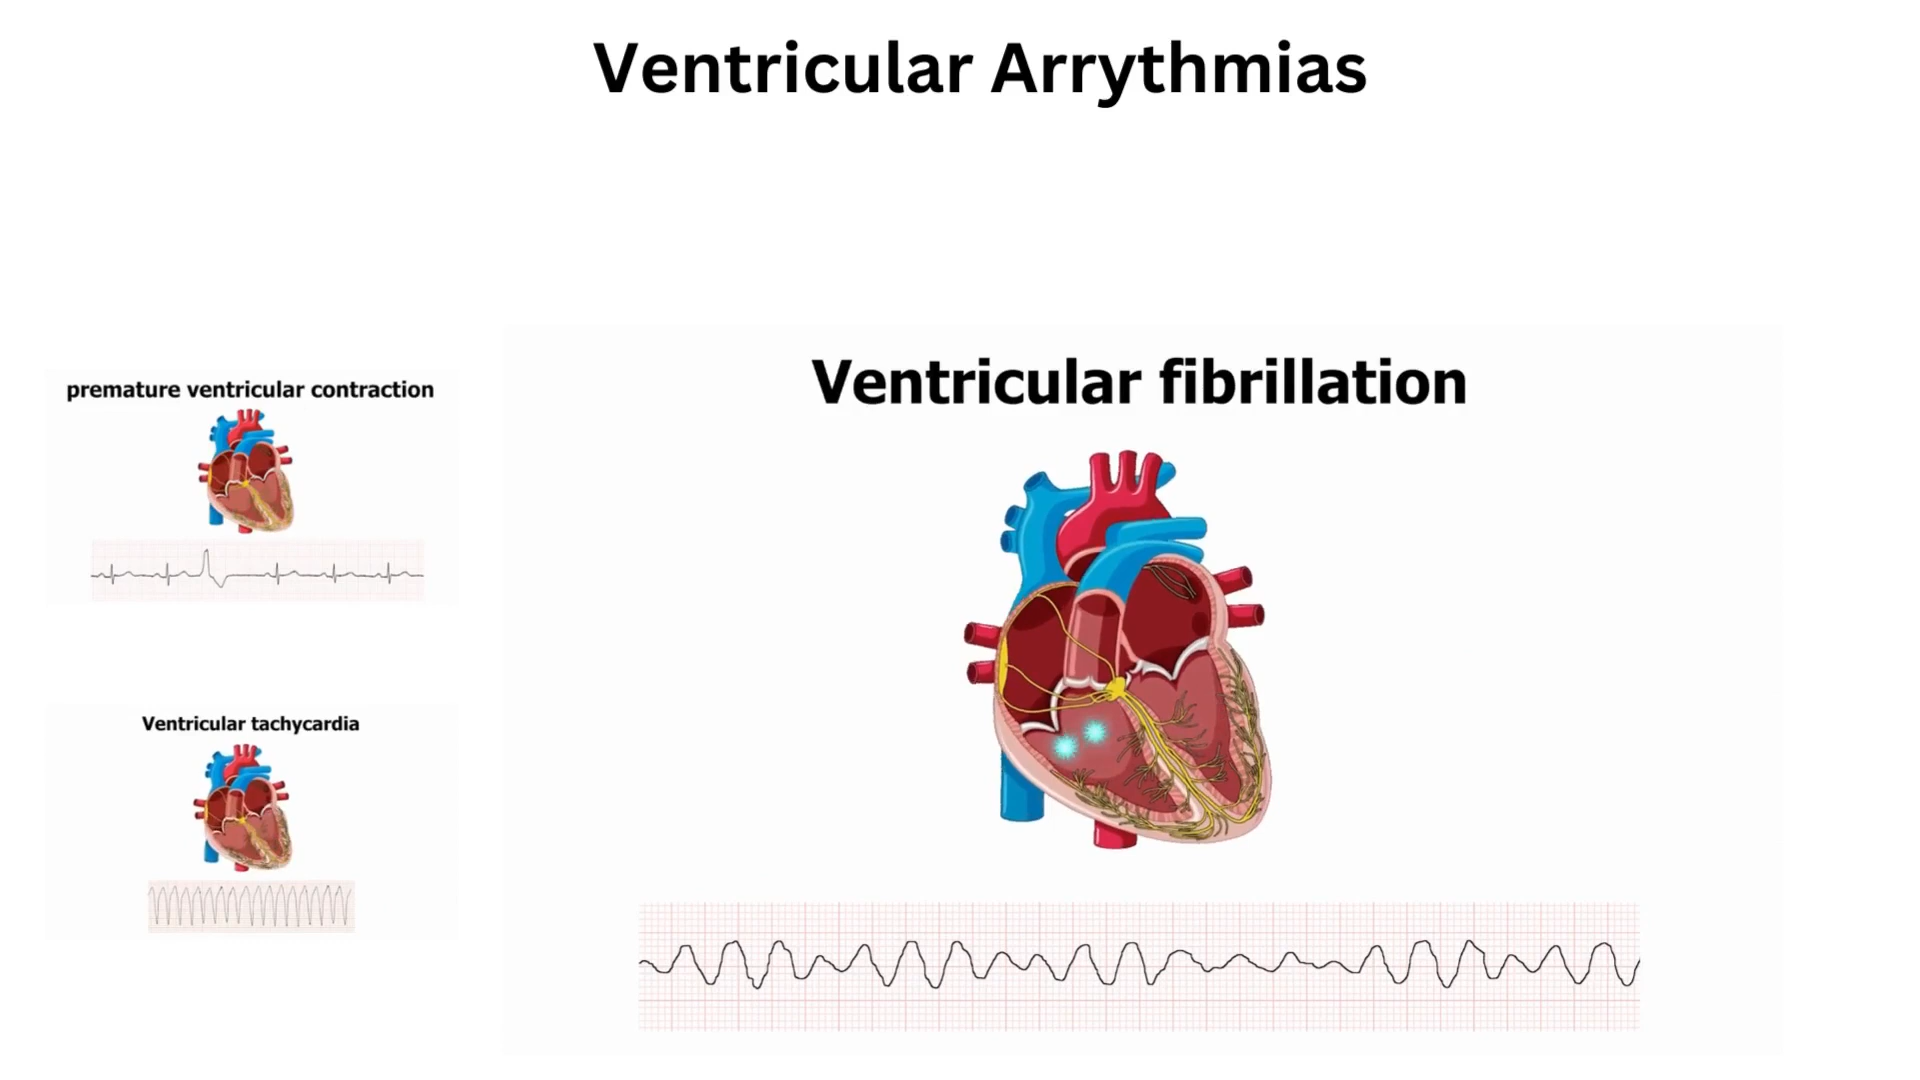 Ventricular Arrythmias
premature ventricular contraction
Ventricular tachycardia
Ventricular fibrillation